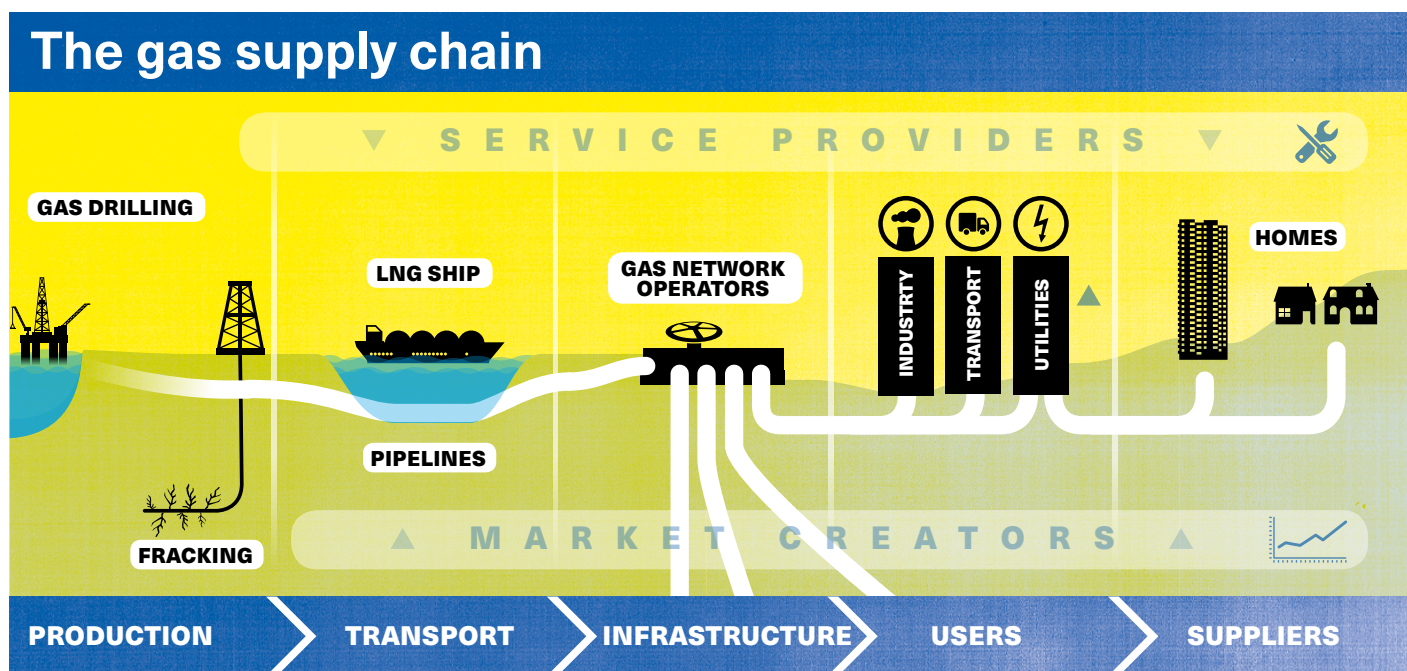 The gas supply chain
SERVICE PROVIDERS
GAS DRILLING
LNG SHIP
GAS NETWORK
OPERATORS
INDUSTRTY
TRANSPORT
UTILITIES
HOMES
PIPELINES
FRACKING
MARKET CREATORS
PRODUCTION
TRANSPORT
INFRASTRUCTURE
USERS
SUPPLIERS